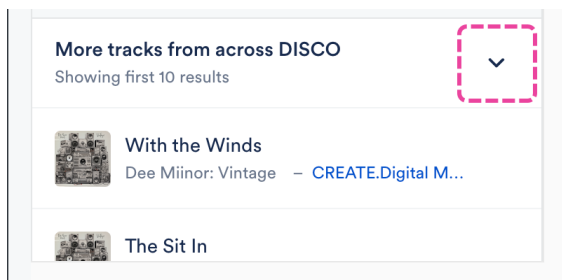 More tracks from across DISCO
Showing first 10 results
With the Winds
Dee Miinor: Vintage – CREATE.Digital M...
The Sit In